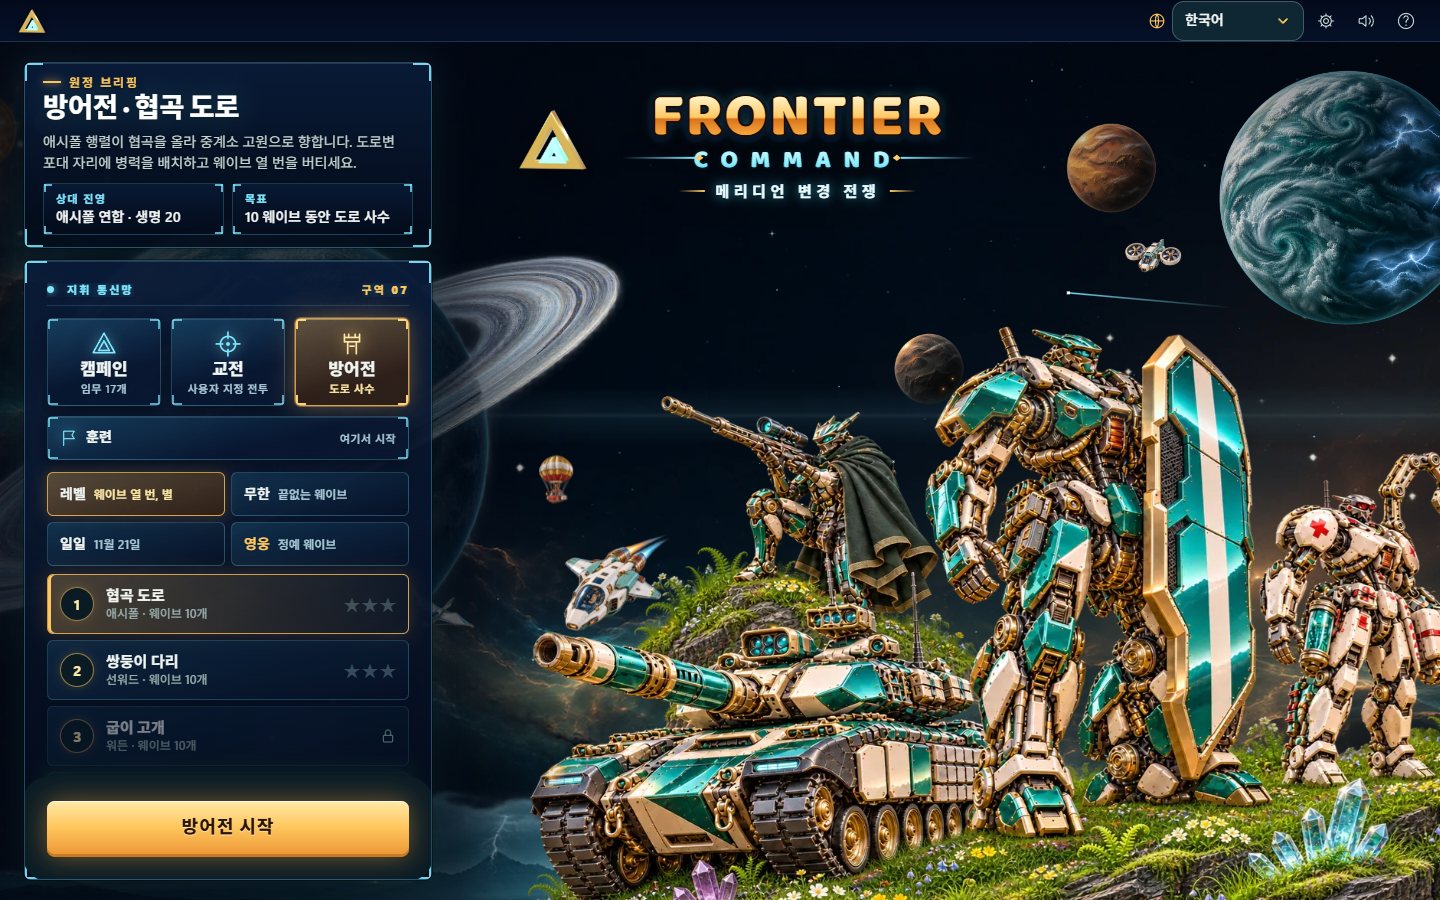 한국어
원정 브리핑
방어전 · 협곡 도로
애시폴 행렬이 협곡을 올라 중계소 고원으로 향합니다. 도로변
포대 자리에 병력을 배치하고 웨이브 열 번을 버티세요.
상대 진영
애시폴 연합 · 생명 20
목표
10 웨이브 동안 도로 사수
지휘 통신망
구역 07
캠페인
임무 17개
교전
사용자 지정 전투
방어전
도로 사수
훈련
여기서 시작
레벨 웨이브 열 번, 별
무한 끝없는 웨이브
일일 11월 21일
영웅 정예 웨이브
1
협곡 도로
애시폴 · 웨이브 10개
2
쌍둥이 다리
선워드 · 웨이브 10개
3
굽이 고개
워든 · 웨이브 10개
방어전 시작
FRONTIER
COMMAND
메리디언 변경 전쟁